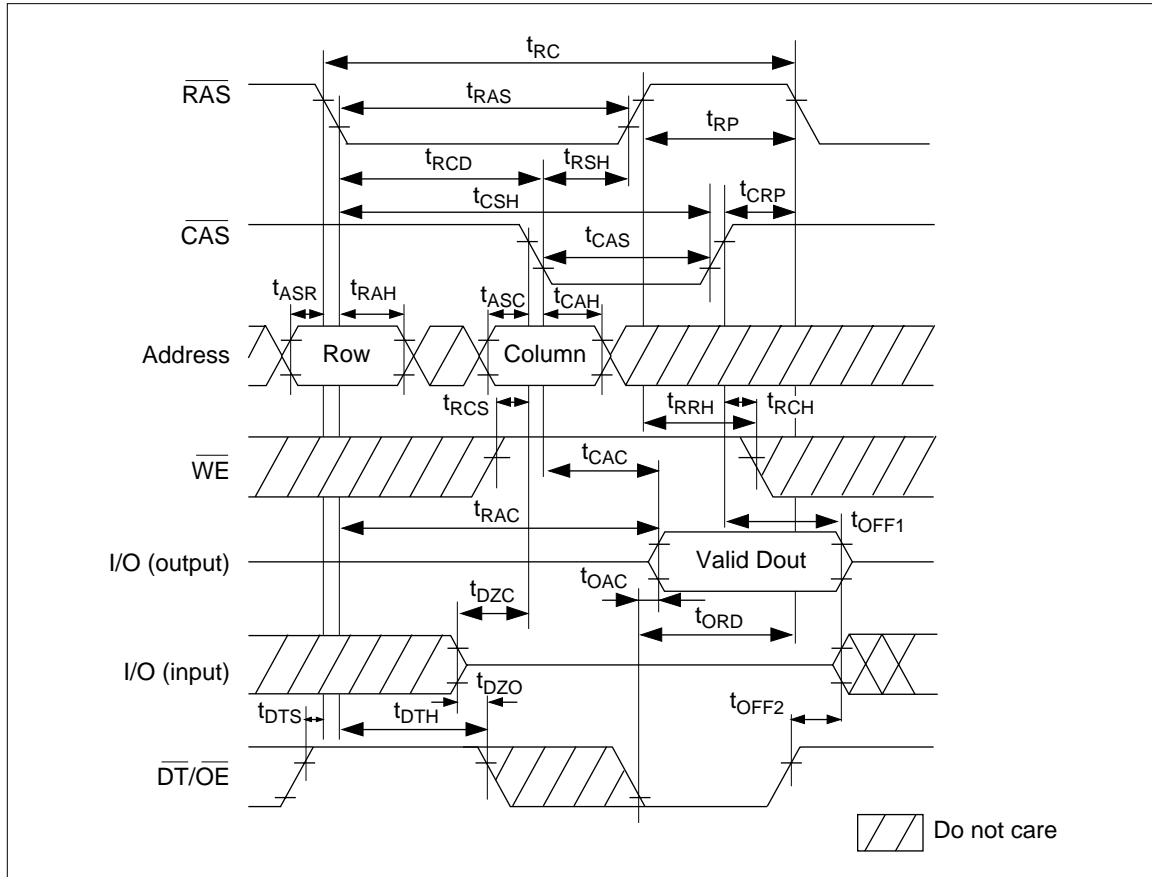 tRC
RAS
tRAS
tRP
tRCD
tRSH
tCSH
tCRP
CAS
tCAS
tASR
tRAH
tASC
tCAH
Address
Row
Column
tRCS
tRRH
tRCH
WE
tCAC
tRAC
tOFF1
I/O (output)
Valid Dout
tOAC
tDZC
tORD
I/O (input)
tDZO
tOFF2
tDTS
tDTH
DT/OE
Do not care